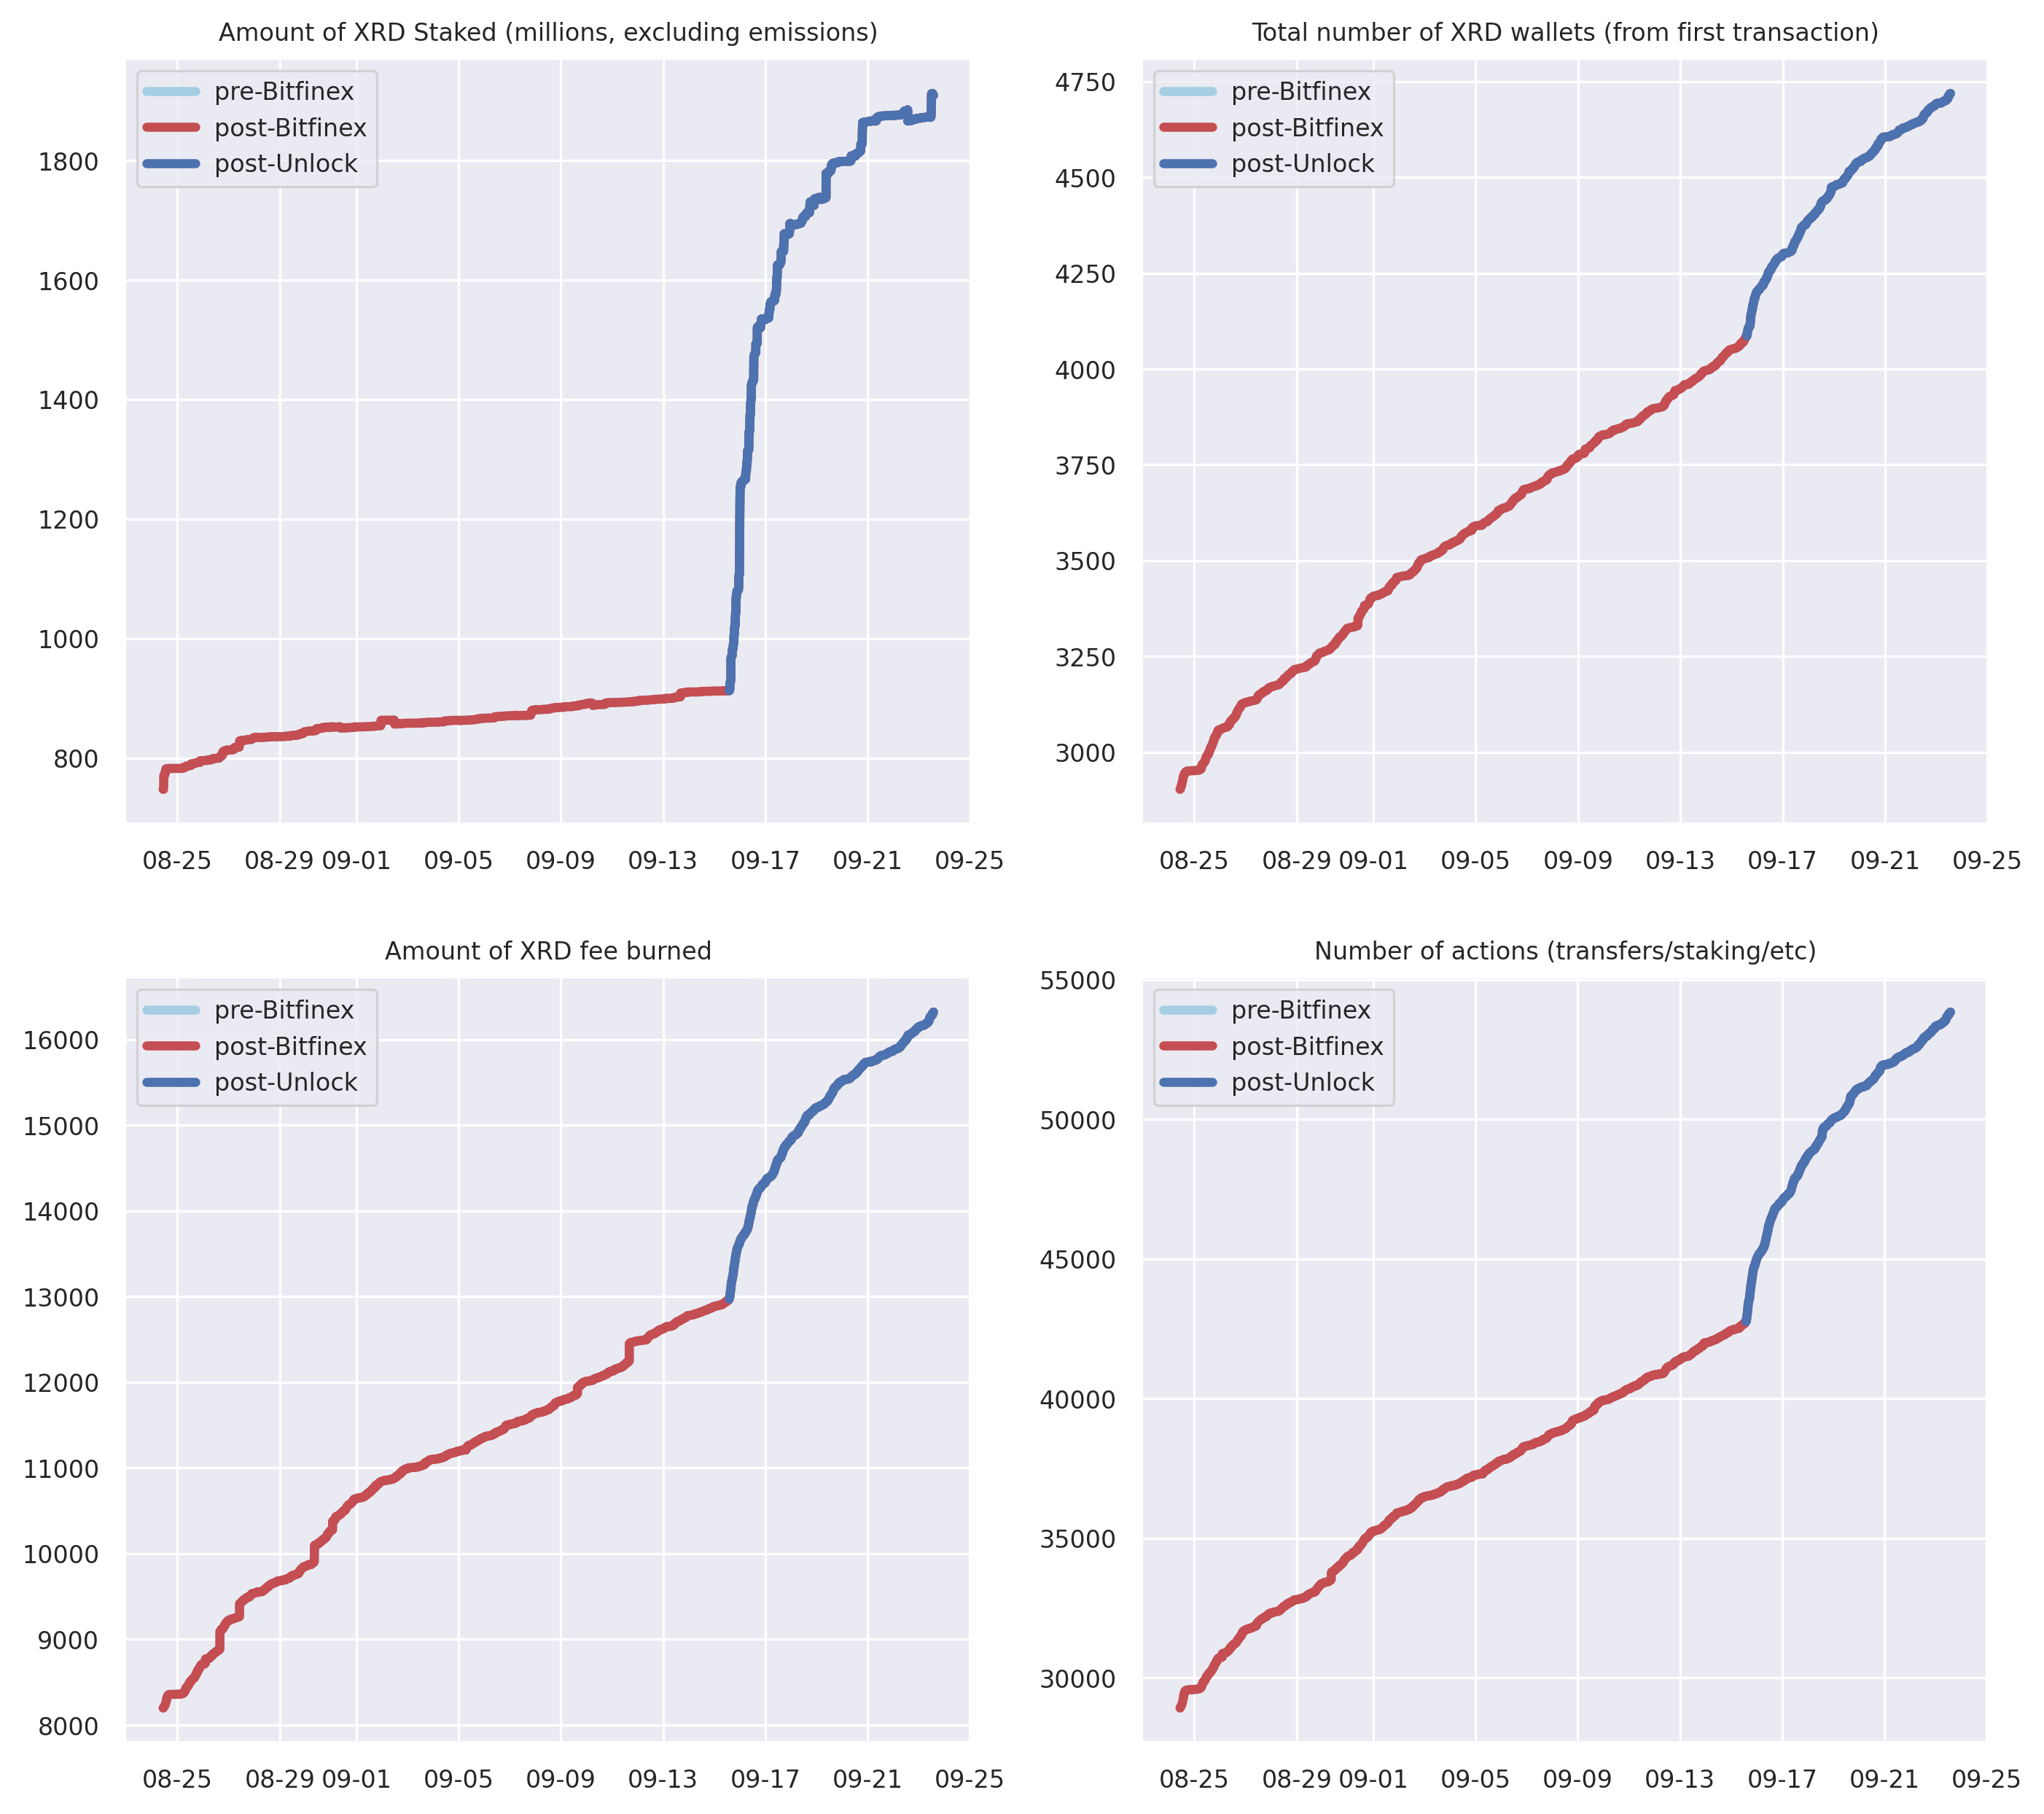 Amount of XRD Staked (millions, excluding emissions)
pre-Bitfinex
post-Bitfinex
post-Unlock
1800
1600
1400
1200
1000
800
08-25 08-29 09-01 09-05 09-09 09-13 09-17 09-21 09-25
Total number of XRD wallets (from first transaction)
pre-Bitfinex
post-Bitfinex
post-Unlock
4750
4500
4250
4000
3750
3500
3250
3000
08-25 08-29 09-01 09-05 09-09 09-13 09-17 09-21 09-25
Amount of XRD fee burned
pre-Bitfinex
post-Bitfinex
post-Unlock
16000
15000
14000
13000
12000
11000
10000
9000
8000
08-25 08-29 09-01 09-05 09-09 09-13 09-17 09-21 09-25
Number of actions (transfers/staking/etc)
pre-Bitfinex
post-Bitfinex
post-Unlock
55000
50000
45000
40000
35000
30000
08-25 08-29 09-01 09-05 09-09 09-13 09-17 09-21 09-25